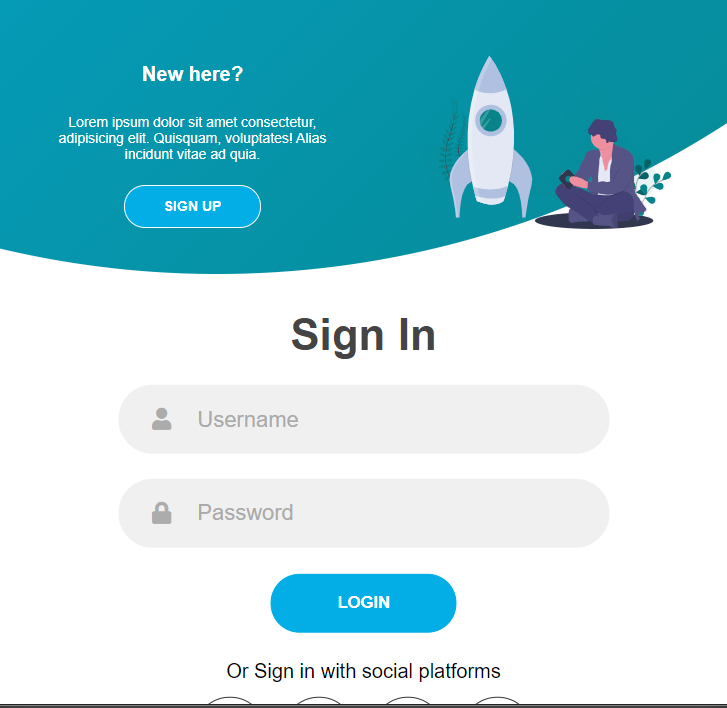 New here?
Lorem ipsum dolor sit amet consectetur,
adipisicing elit. Quisquam, voluptates! Alias
incidunt vitae ad quia.
SIGN UP
Sign In
Username
Password
LOGIN
Or Sign in with social platforms